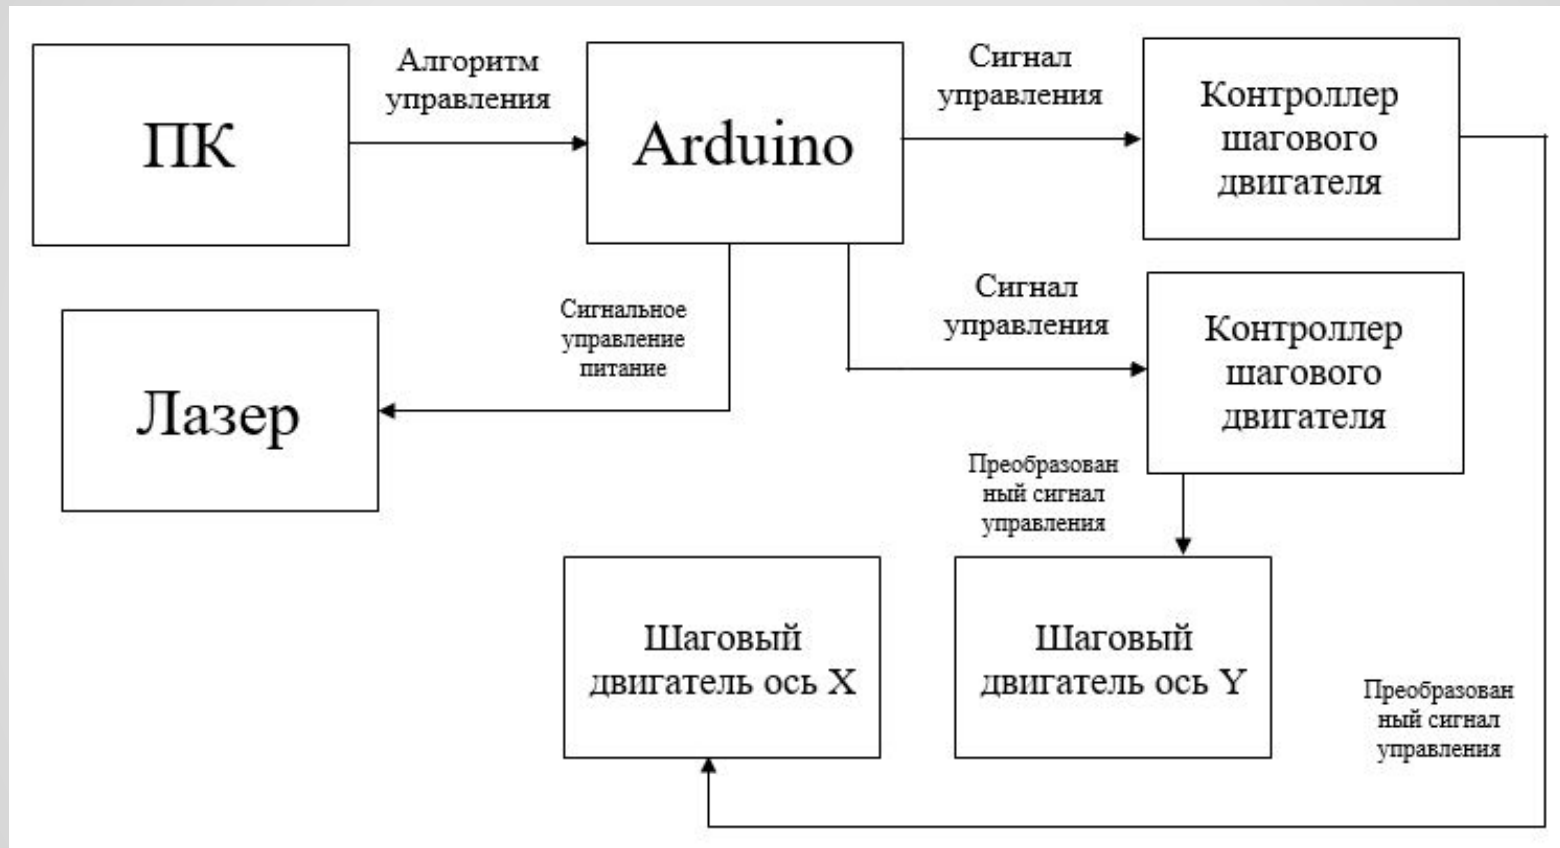 Алгоритм
управления
ПК
Arduino
Сигнал
управления
Контроллер
шагового
двигателя
Сигнальное
управление
питание
Лазер
Сигнал
управления
Контроллер
шагового
двигателя
Преобразован
ный сигнал
управления
Шаговый
двигатель ось X
Шаговый
двигатель ось Y
Преобразован
ный сигнал
управления